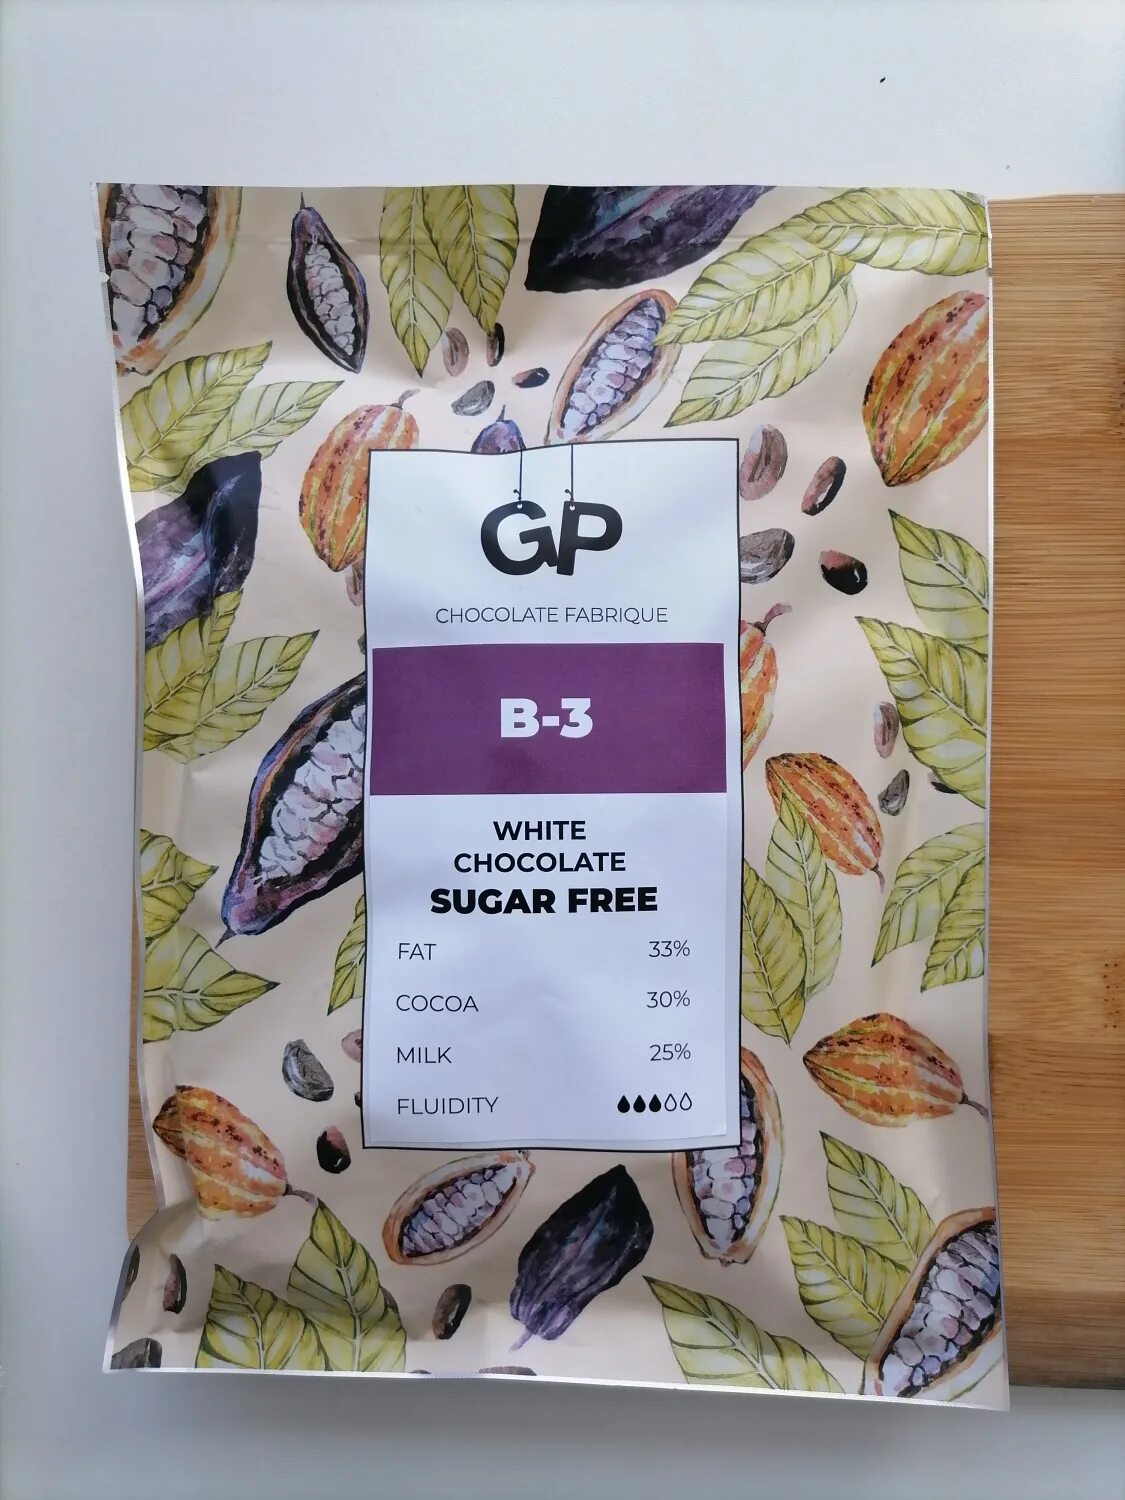 GP
CHOCOLATE FABRIQUE
B-3
WHITE
CHOCOLATE
SUGAR FREE
FAT 33%
COCOA 30%
MILK 25%
FLUIDITY